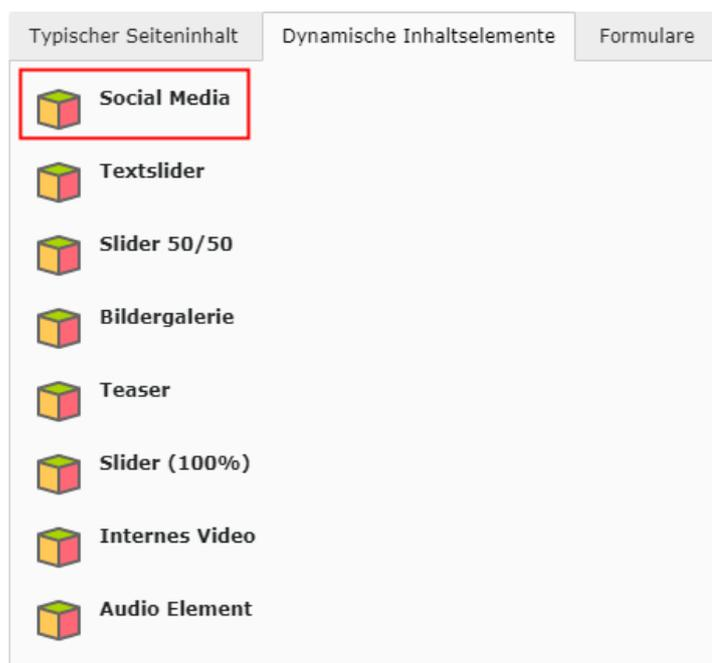 Typischer Seiteninhalt Dynamische Inhaltselemente Formulare
Social Media
Textslider
Slider 50/50
Bildergalerie
Teaser
Slider (100%)
Internes Video
Audio Element